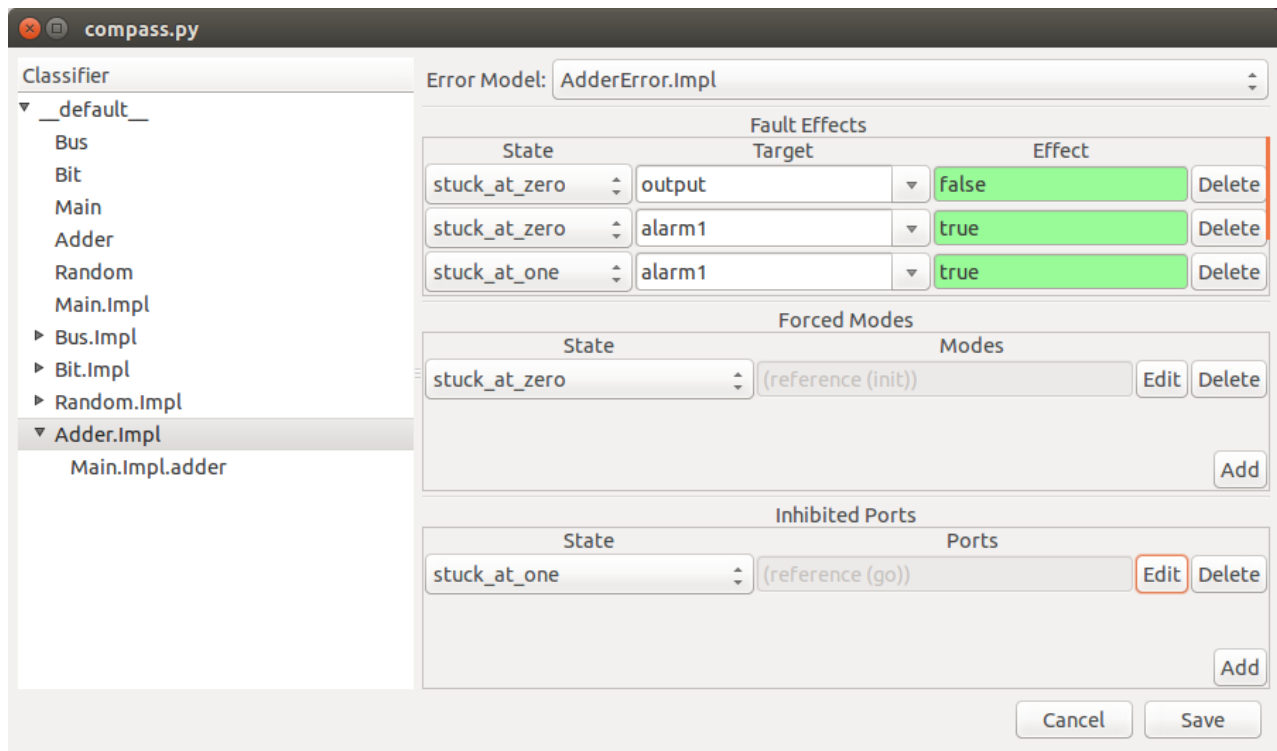 compass.py
Classifier
__default__
Bus
Bit
Main
Adder
Random
Main.Impl
Bus.Impl
Bit.Impl
Random.Impl
Adder.Impl
Main.Impl.adder
Error Model: AdderError.Impl
Fault Effects
State Target Effect
stuck_at_zero output false Delete
stuck_at_zero alarm1 true Delete
stuck_at_one alarm1 true Delete
Forced Modes
State Modes
stuck_at_zero (reference (init)) Edit Delete
Add
Inhibited Ports
State Ports
stuck_at_one (reference (go)) Edit Delete
Add
Cancel Save